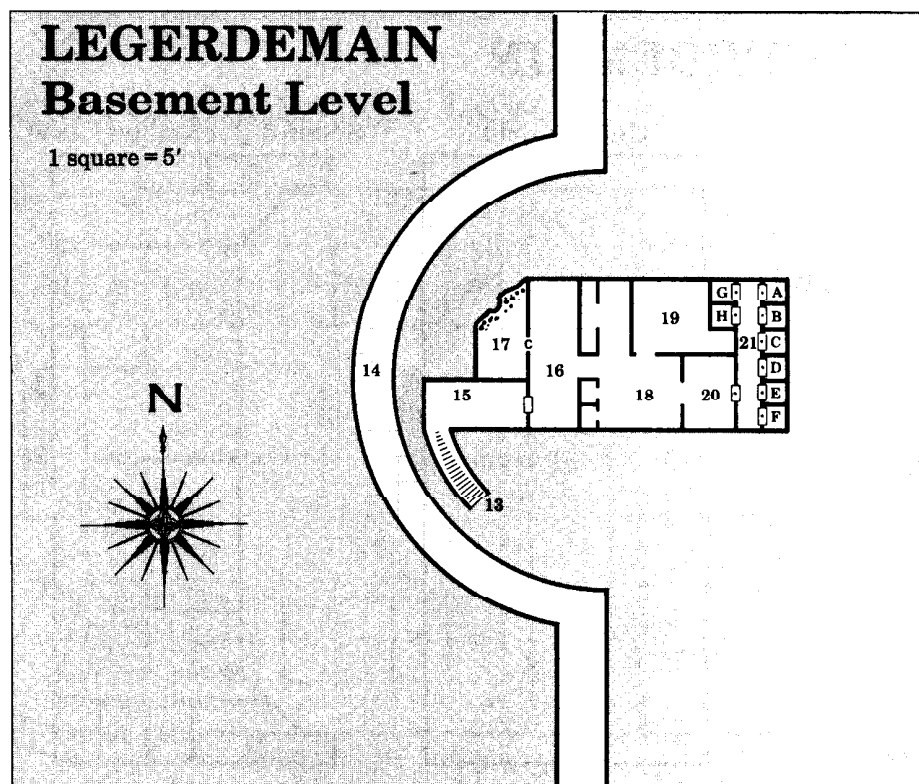 LEGERDEMAIN
Basement Level
1 square = 5'
G A
H B
19
17 C 21 C
14 16 D
15 18 20 E
F
N
13